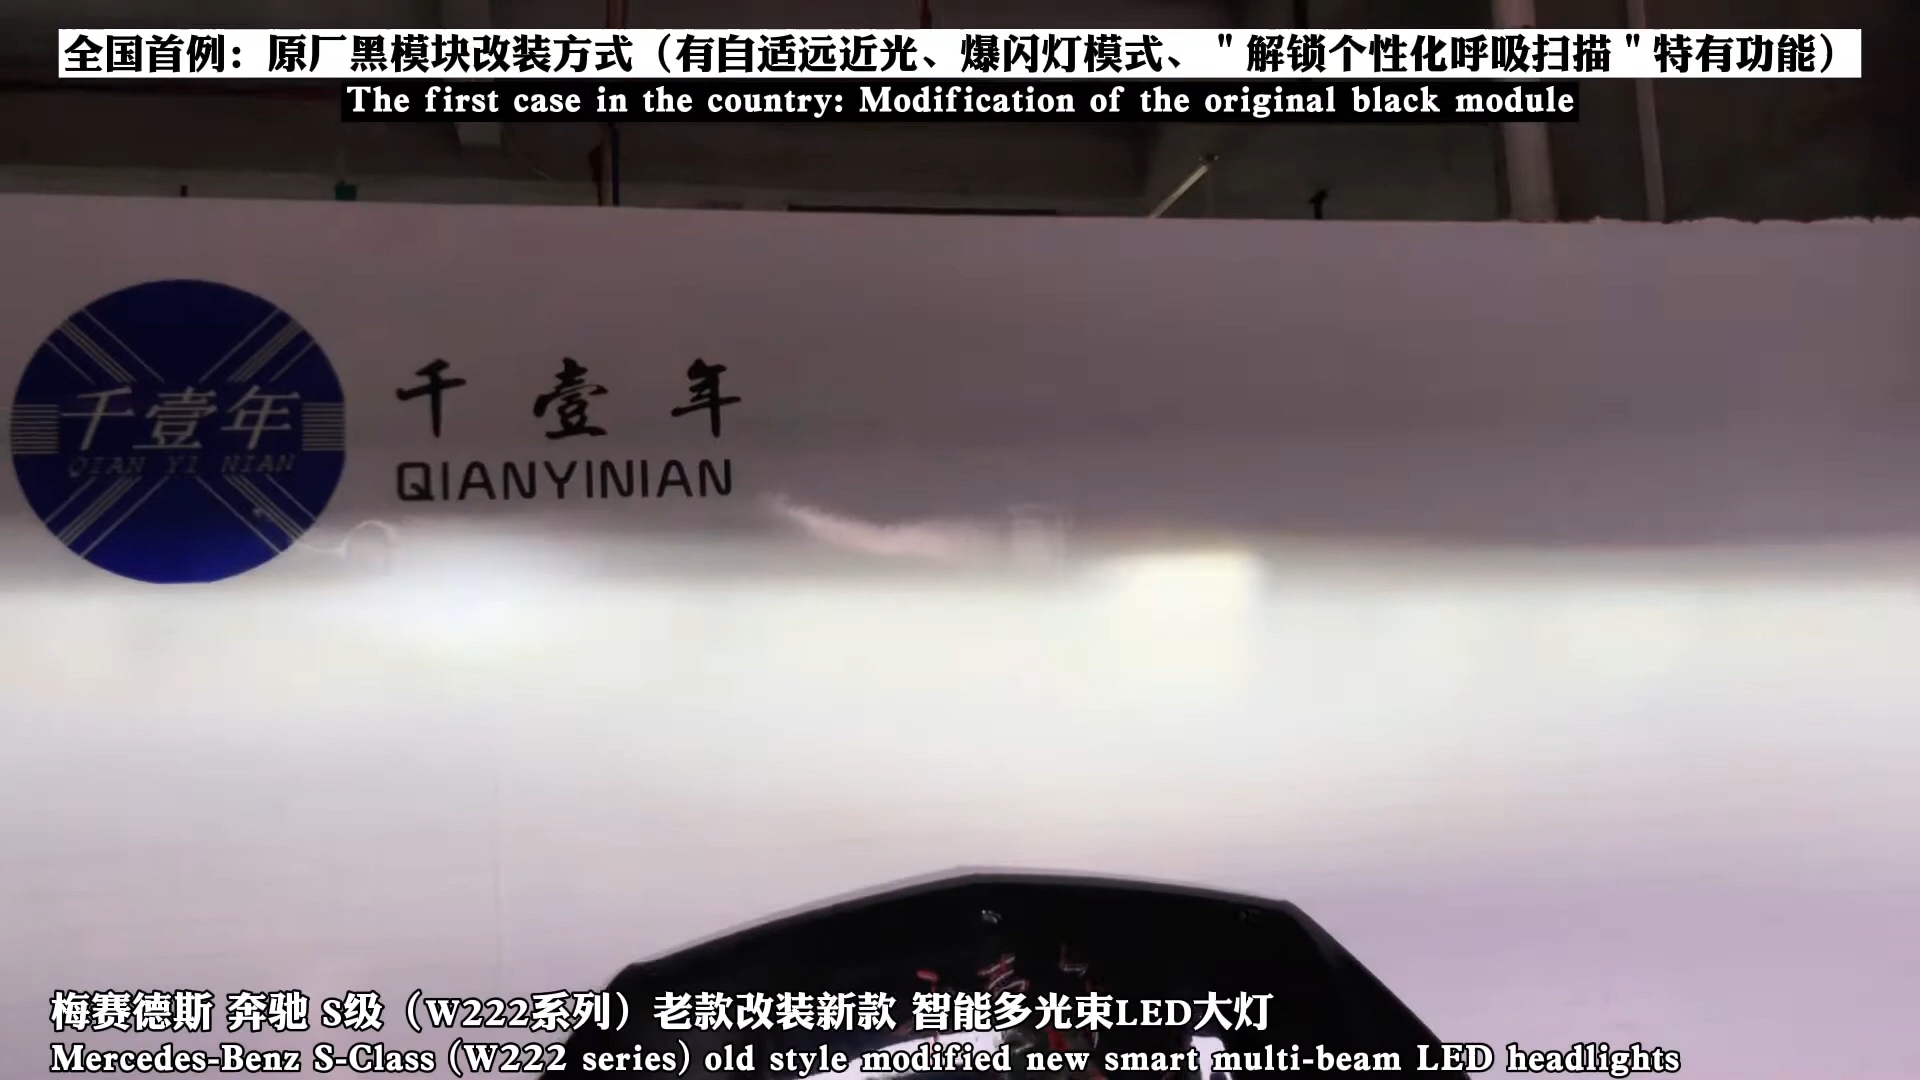 全国首例：原厂黑模块改装方式（有自适远近光、爆闪灯模式、＂解锁个性化呼吸扫描＂特有功能）
The first case in the country: Modification of the original black module
千壹年
QIAN YI NIAN
千 壹 年
QIANYINIAN
梅赛德斯 奔驰 S级（W222系列）老款改装新款 智能多光束LED大灯
Mercedes-Benz S-Class (W222 series) old style modified new smart multi-beam LED headlights